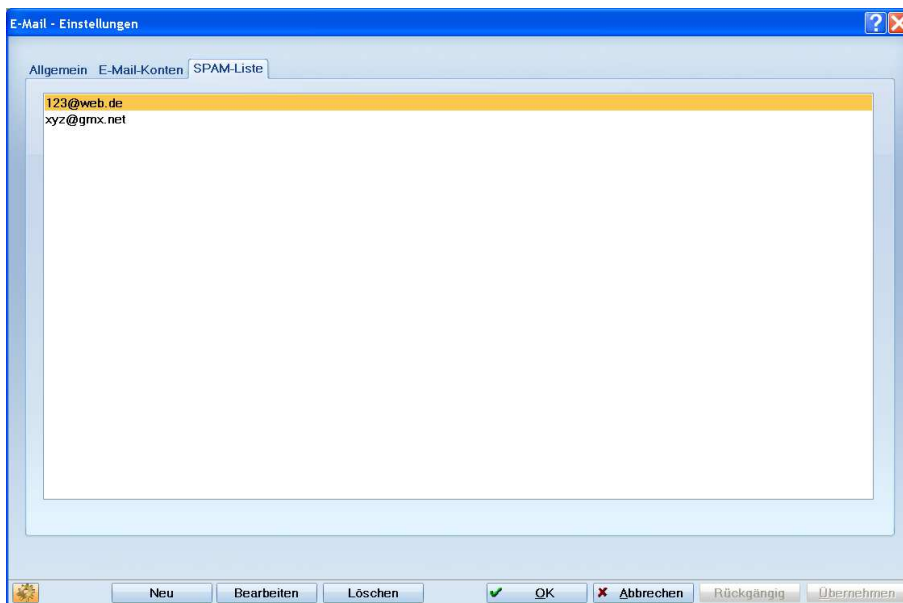 E-Mail - Einstellungen
Allgemein E-Mail-Konten SPAM-Liste
123@web.de
xyz@gmx.net
Neu Bearbeiten Löschen OK Abbrechen Rückgängig Übernehmen